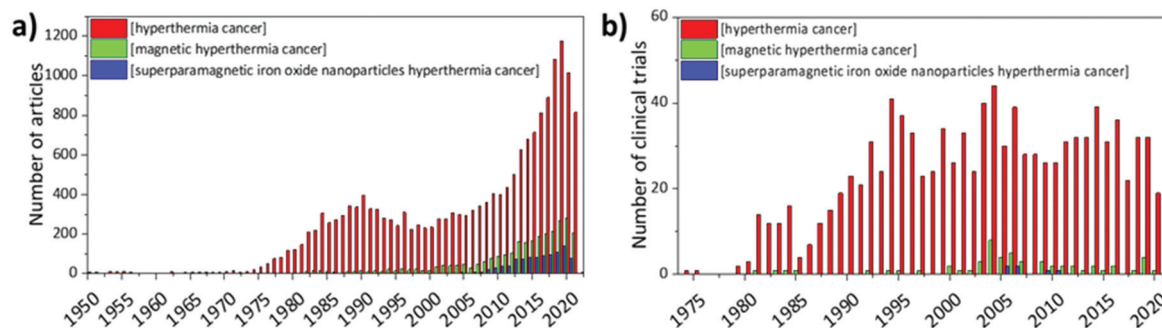 a)
Number of articles
1200
1000
800
600
400
200
0
[hyperthermia cancer]
[magnetic hyperthermia cancer]
[superparamagnetic iron oxide nanoparticles hyperthermia cancer]
1950 1955 1960 1965 1970 1975 1980 1985 1990 1995 2000 2005 2010 2015 2020
b)
Number of clinical trials
60
40
20
0
[hyperthermia cancer]
[magnetic hyperthermia cancer]
[superparamagnetic iron oxide nanoparticles hyperthermia cancer]
1975 1980 1985 1990 1995 2000 2005 2010 2015 2020